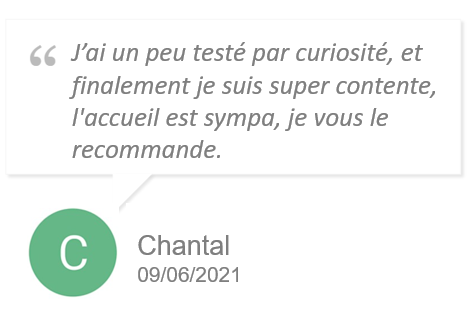 “ J’ai un peu testé par curiosité, et
finalement je suis super contente,
l'accueil est sympa, je vous le
recommande.
C
Chantal
09/06/2021